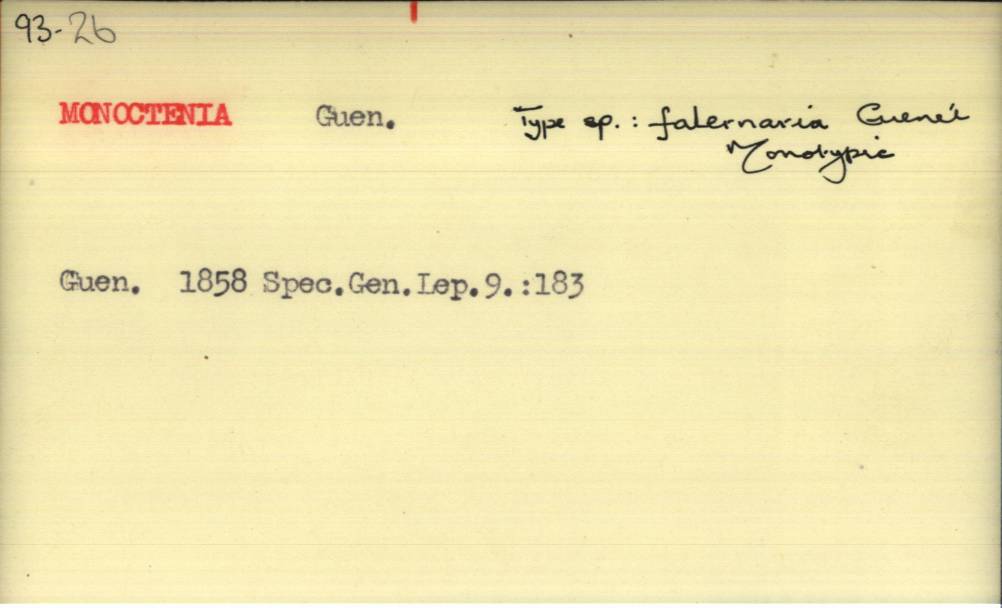 93-26
MONOCTENIA Guen. Type sp.: falernaria Guenée
Monotypic
Guen. 1858 Spec.Gen.Lep.9.:183